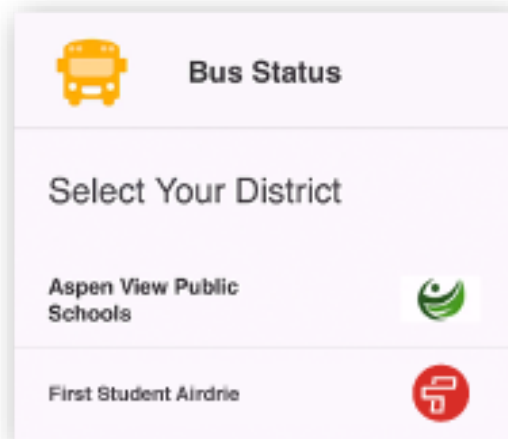 Bus Status
Select Your District
Aspen View Public
Schools
First Student Airdrie